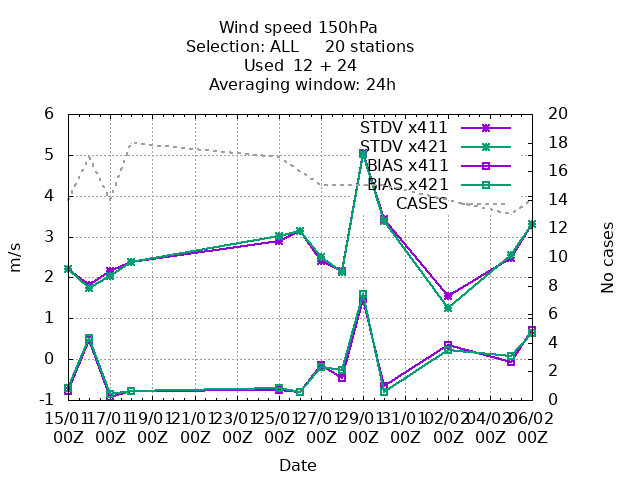 Wind speed 150hPa
Selection: ALL 20 stations
Used 12 + 24
Averaging window: 24h
STDV x411
STDV x421
BIAS x411
BIAS x421
CASES
6
5
4
3
2
1
0
-1
20
18
16
14
12
10
8
6
4
2
0
m/s
No cases
15/01 17/01 19/01 21/01 23/01 25/01 27/01 29/01 31/01 02/02 04/02 06/02
00Z 00Z 00Z 00Z 00Z 00Z 00Z 00Z 00Z 00Z 00Z 00Z
Date